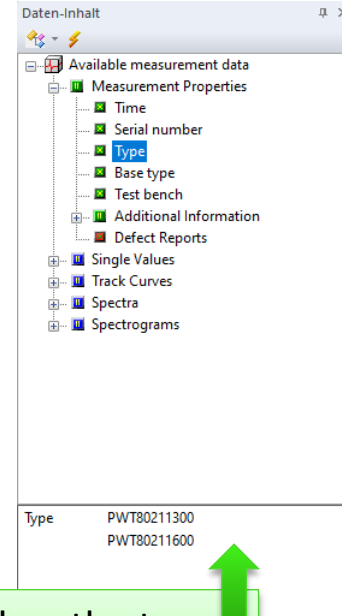 Daten-Inhalt
Available measurement data
Measurement Properties
Time
Serial number
Type
Base type
Test bench
Additional Information
Defect Reports
Single Values
Track Curves
Spectra
Spectrograms
Type PWT80211300
PWT80211600